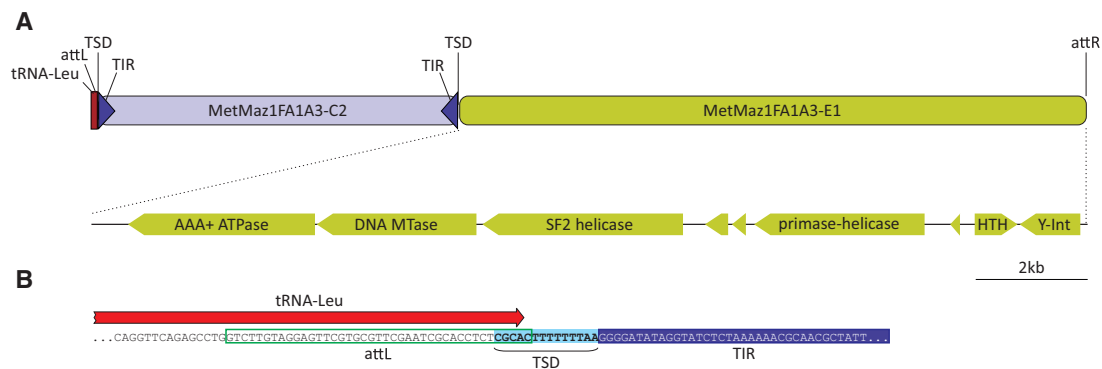 A
TSD
attL
tRNA-Leu
TIR
TSD
TIR
attR
MetMaz1FA1A3-C2
MetMaz1FA1A3-E1
AAA+ ATPase
DNA MTase
SF2 helicase
primase-helicase
HTH
Y-Int
2kb
B
tRNA-Leu
...CAGGTTCAGAGCCTGGTCTTGTAGGAGTTCGTGCGTTCGAATCGCACCTCTCGCACTTTTTTTAAGGGGATATAGGTATCTCTAAAAAACGCAACGCTATT...
attL
TSD
TIR